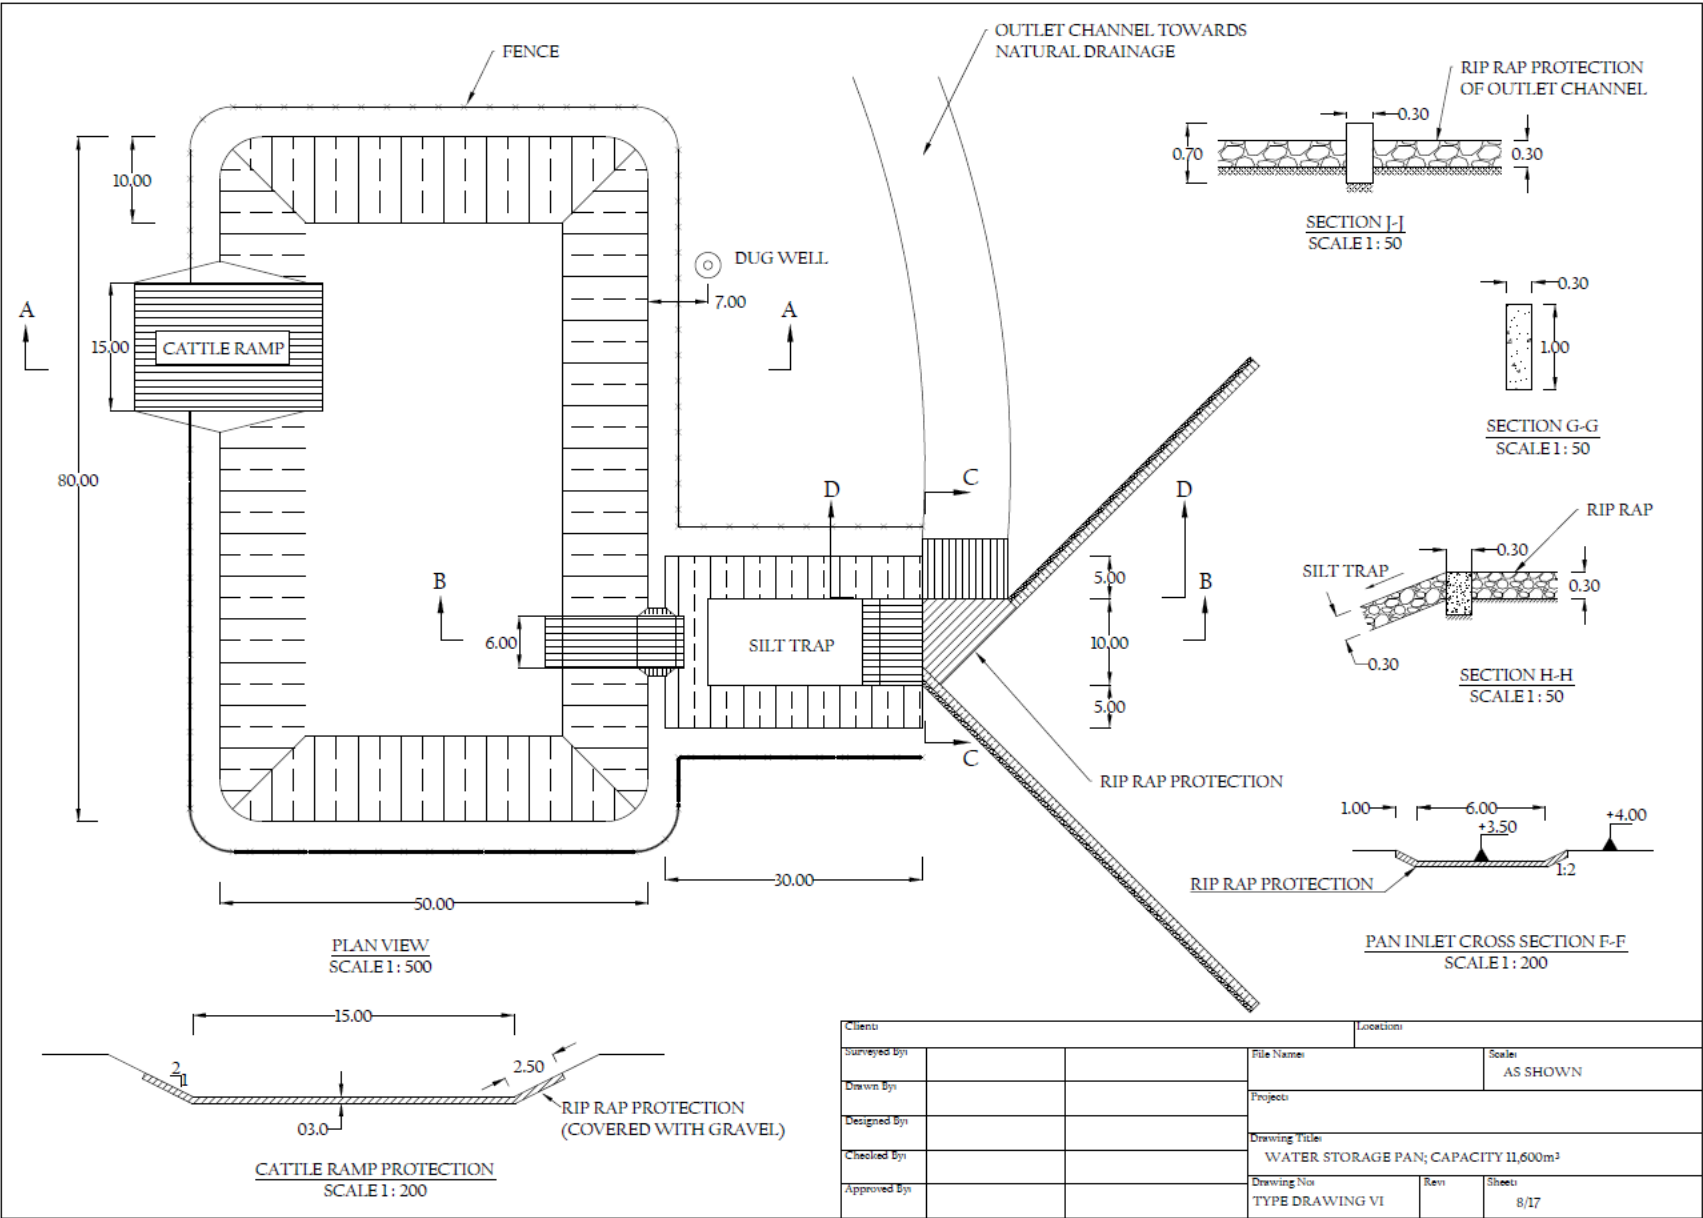 FENCE
OUTLET CHANNEL TOWARDS
NATURAL DRAINAGE
RIP RAP PROTECTION
OF OUTLET CHANNEL
0.30
0.70
0.30
SECTION J-J
SCALE 1 : 50
10.00
DUG WELL
7.00
A
A
15.00
CATTLE RAMP
0.30
1.00
SECTION G-G
SCALE 1 : 50
80.00
C
D
D
RIP RAP
0.30
SILT TRAP
0.30
0.30
SECTION H-H
SCALE 1 : 50
B
B
5.00
6.00
SILT TRAP
10.00
5.00
C
RIP RAP PROTECTION
1.00
6.00
+3.50
+4.00
1:2
RIP RAP PROTECTION
PAN INLET CROSS SECTION F-F
SCALE 1 : 200
30.00
50.00
PLAN VIEW
SCALE 1 : 500
15.00
2
1
2.50
03.0
RIP RAP PROTECTION
(COVERED WITH GRAVEL)
CATTLE RAMP PROTECTION
SCALE 1 : 200
Client:
Location:
Surveyed By:
File Name:
Scale:
AS SHOWN
Drawn By:
Project:
Designed By:
Drawing Title:
WATER STORAGE PAN; CAPACITY 11,600m³
Checked By:
Approved By:
Drawing No:
TYPE DRAWING VI
Rev:
Sheet:
8/17